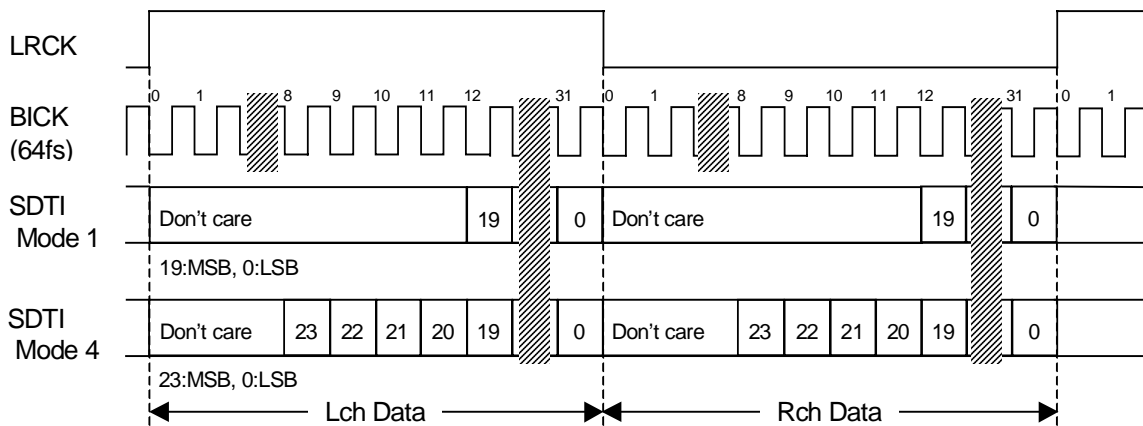 LRCK
0 1 8 9 10 11 12 31 0 1 8 9 10 11 12 31 0 1
BICK
(64fs)
SDTI
Mode 1
Don't care 19 0 Don't care 19 0
19:MSB, 0:LSB
SDTI
Mode 4
Don't care 23 22 21 20 19 0 Don't care 23 22 21 20 19 0
23:MSB, 0:LSB
Lch Data Rch Data